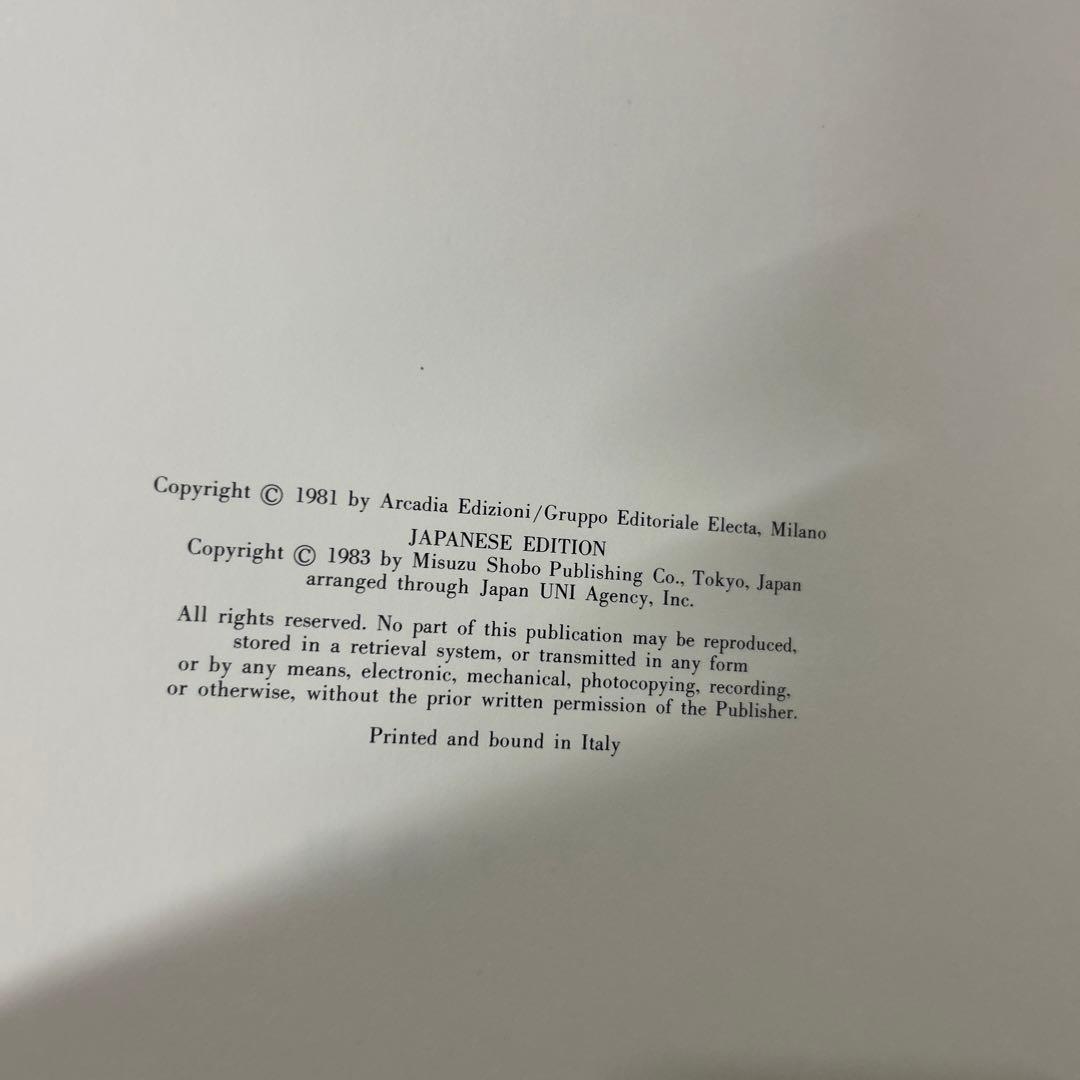 Copyright © 1981 by Arcadia Edizioni/Gruppo Editoriale Electa, Milano
JAPANESE EDITION
Copyright © 1983 by Misuzu Shobo Publishing Co., Tokyo, Japan
arranged through Japan UNI Agency, Inc.
All rights reserved. No part of this publication may be reproduced,
stored in a retrieval system, or transmitted in any form
or by any means, electronic, mechanical, photocopying, recording,
or otherwise, without the prior written permission of the Publisher.
Printed and bound in Italy